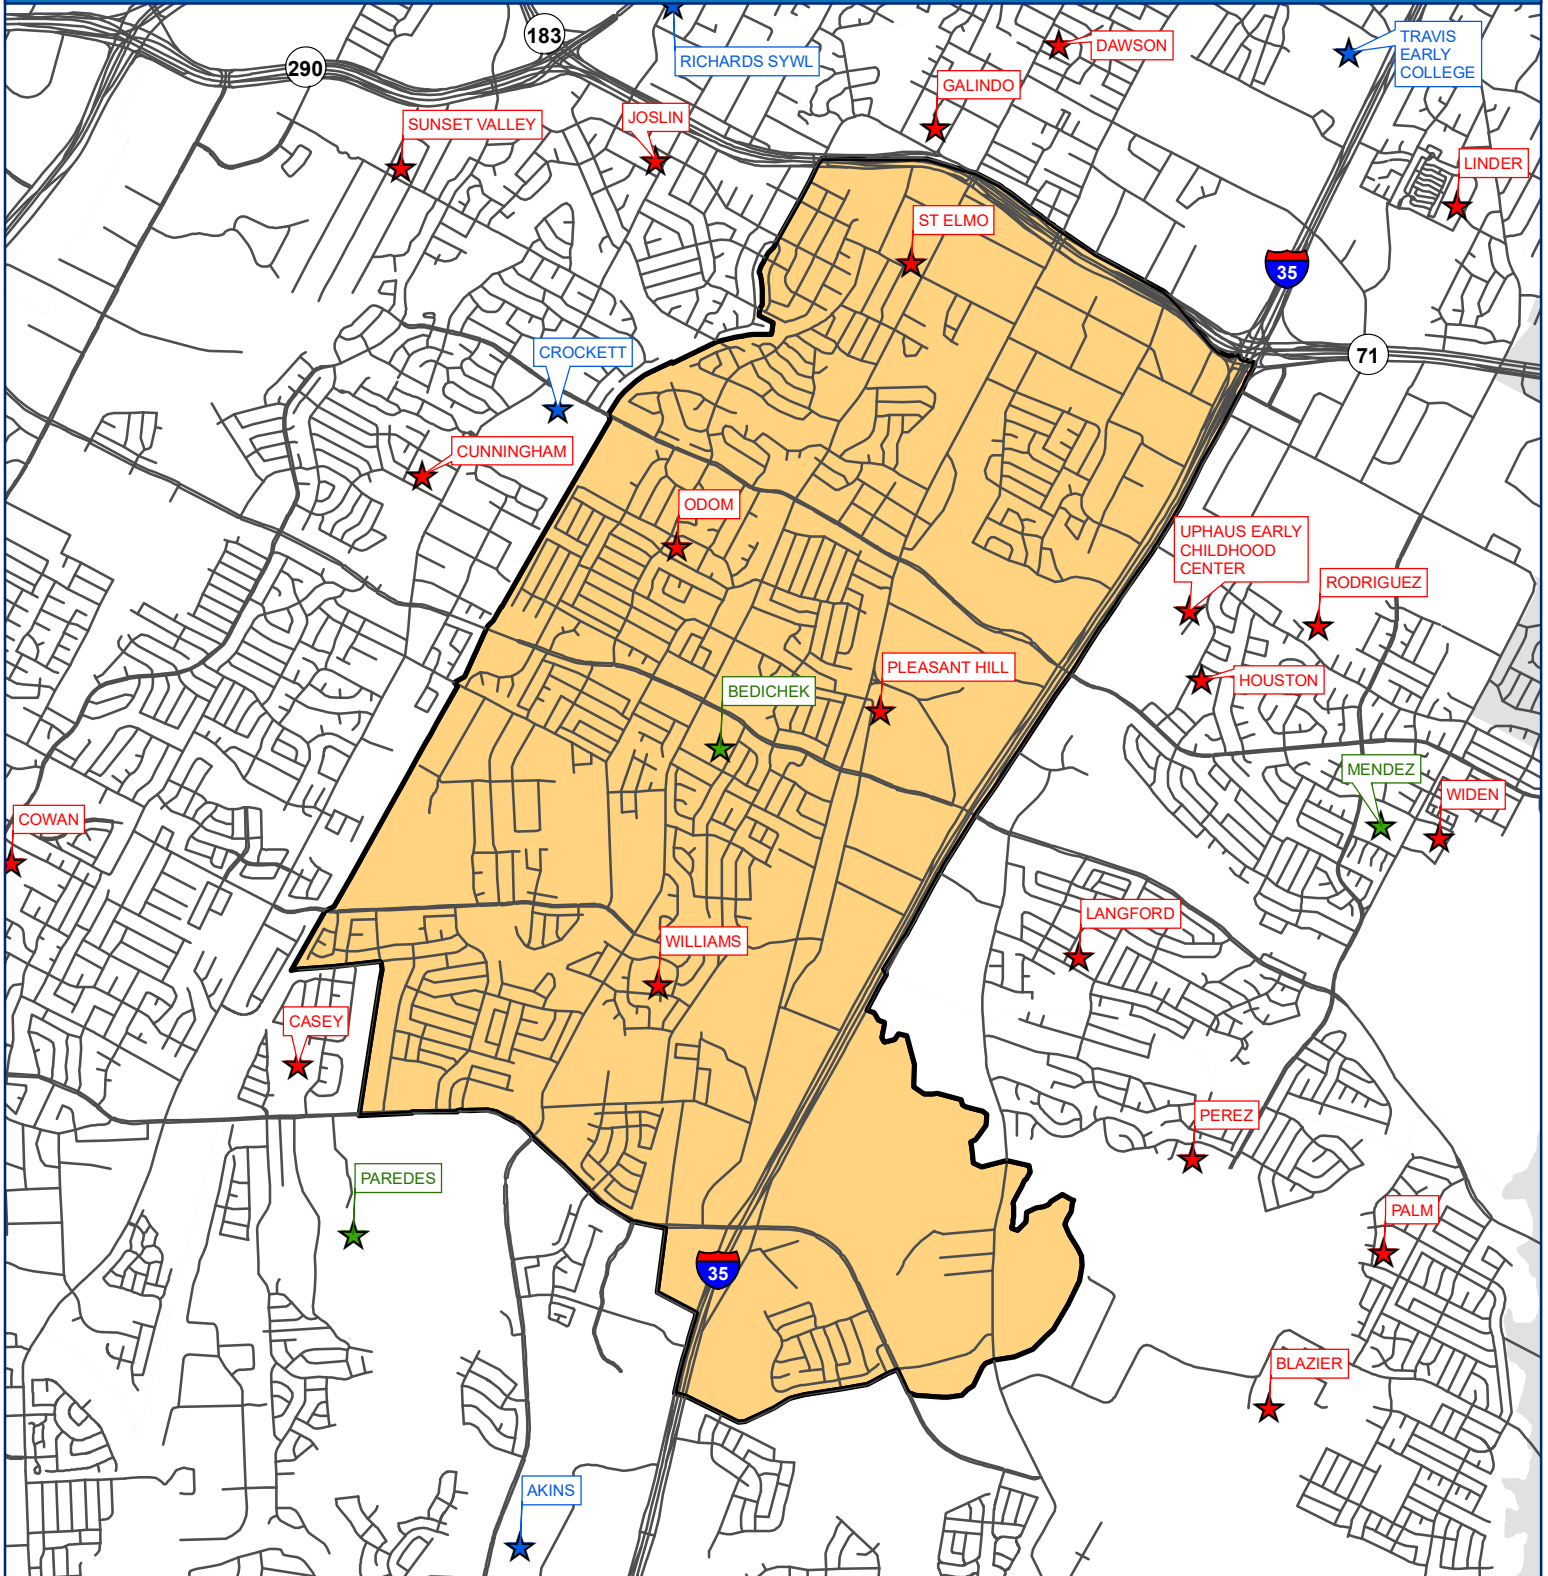 183
290
RICHARDS SYWL
DAWSON
TRAVIS
EARLY
COLLEGE
GALINDO
SUNSET VALLEY
JOSLIN
LINDER
ST ELMO
35
CROCKETT
71
CUNNINGHAM
ODOM
UPHAUS EARLY
CHILDHOOD
CENTER
RODRIGUEZ
PLEASANT HILL
HOUSTON
BEDICHEK
MENDEZ
WIDEN
COWAN
LANGFORD
WILLIAMS
CASEY
PEREZ
PAREDES
PALM
35
BLAZIER
AKINS